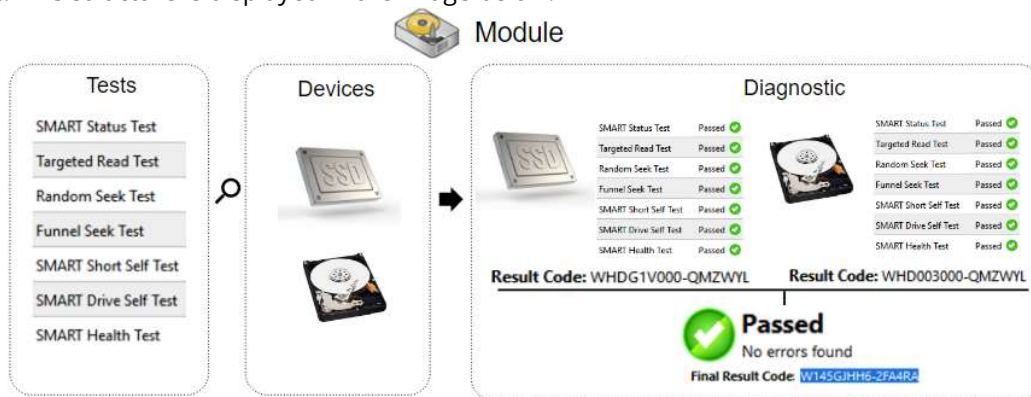 Module
Tests
SMART Status Test
Targeted Read Test
Random Seek Test
Funnel Seek Test
SMART Short Self Test
SMART Drive Self Test
SMART Health Test
Devices
SSD
Diagnostic
SSD
SMART Status Test Passed
Targeted Read Test Passed
Random Seek Test Passed
Funnel Seek Test Passed
SMART Short Self Test Passed
SMART Drive Self Test Passed
SMART Health Test Passed
Result Code: WHDG1V000-QMZWYL
SMART Status Test Passed
Targeted Read Test Passed
Random Seek Test Passed
Funnel Seek Test Passed
SMART Short Self Test Passed
SMART Drive Self Test Passed
SMART Health Test Passed
Result Code: WHD003000-QMZWYL
Passed
No errors found
Final Result Code: W145GJHH6-2FA4RA